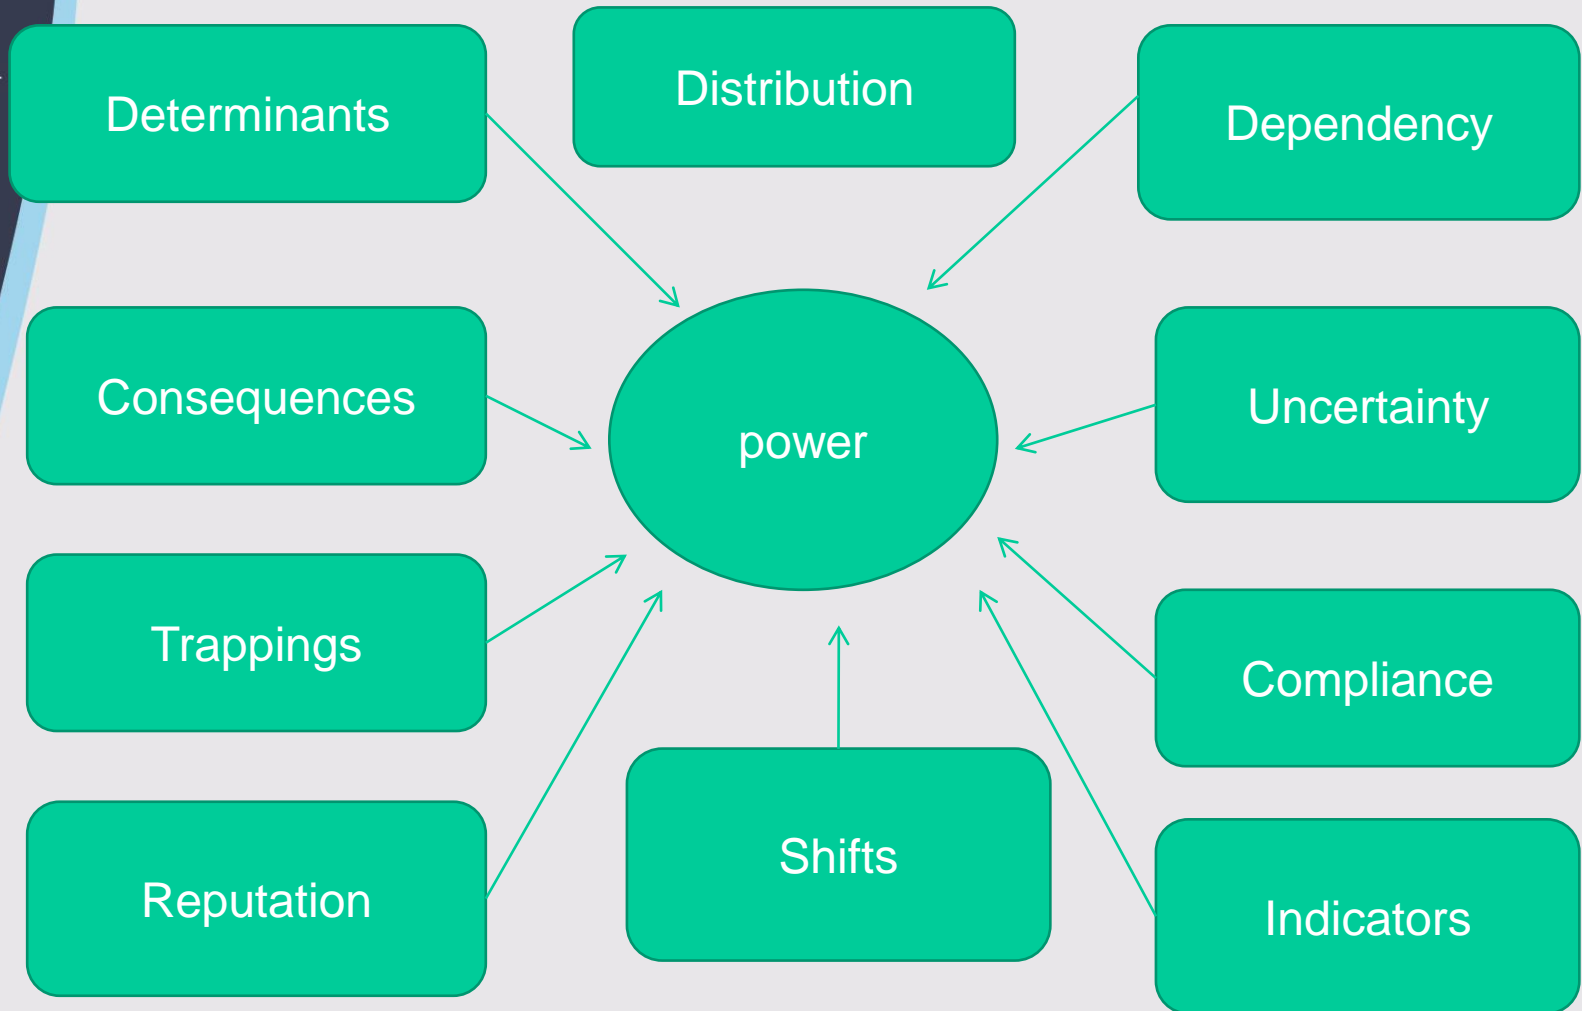 Determinants
Distribution
Dependency
Consequences
power
Uncertainty
Trappings
Compliance
Shifts
Reputation
Indicators